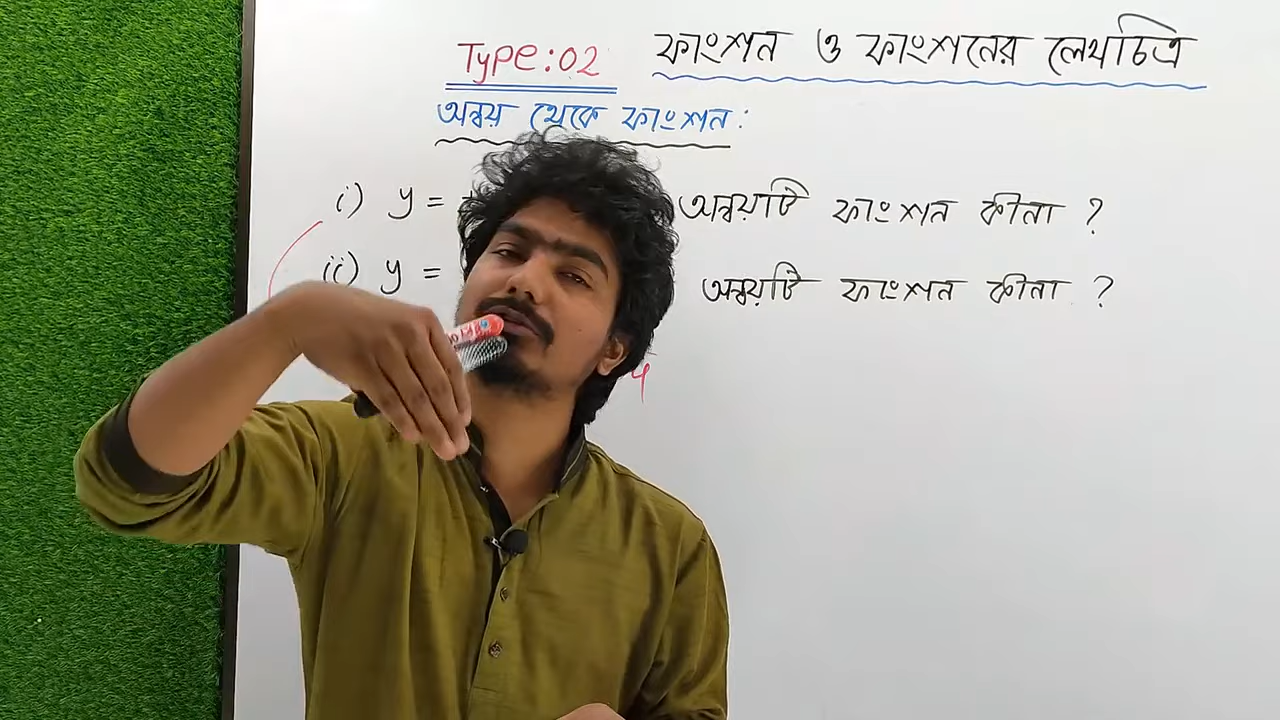 Type:02 ফাংশন ও ফাংশনের লেখচিত্র
অন্বয় থেকে ফাংশন:
i) y = অন্বয়টি ফাংশন কীনা ?
ii) y = অন্বয়টি ফাংশন কীনা ?